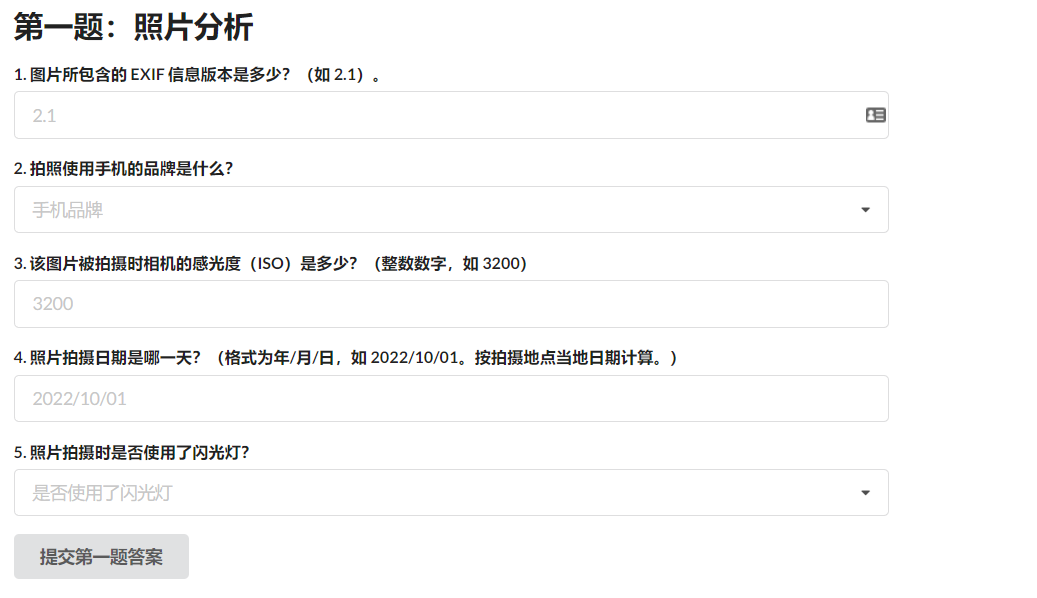 第一题：照片分析
1. 图片所包含的 EXIF 信息版本是多少？（如 2.1）。
2.1
2. 拍照使用手机的品牌是什么？
手机品牌
3. 该图片被拍摄时相机的感光度（ISO）是多少？（整数数字，如 3200）
3200
4. 照片拍摄日期是哪一天？（格式为年/月/日，如 2022/10/01。按拍摄地点当地日期计算。）
2022/10/01
5. 照片拍摄时是否使用了闪光灯？
是否使用了闪光灯
提交第一题答案